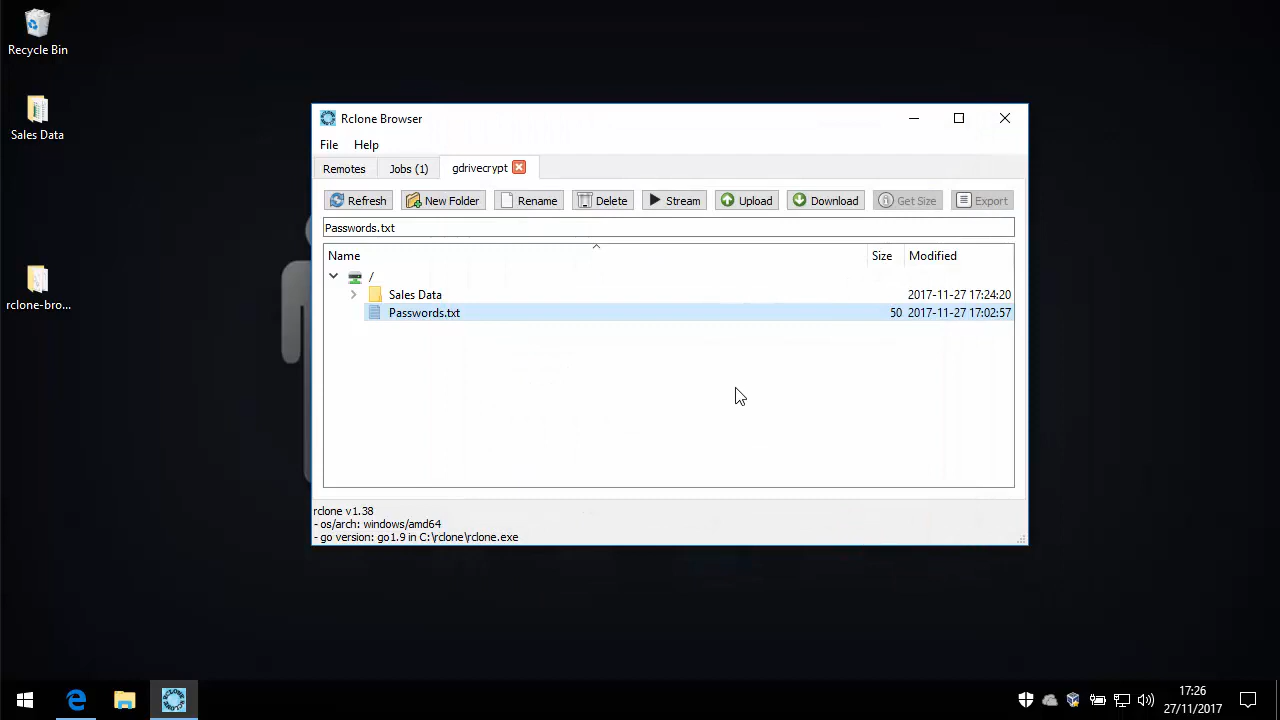 Recycle Bin
Sales Data
rclone-bro...
Rclone Browser
File Help
Remotes Jobs (1) gdrivecrypt
Refresh New Folder Rename Delete Stream Upload Download Get Size Export
Passwords.txt
Name Size Modified
/
Sales Data 2017-11-27 17:24:20
Passwords.txt 50 2017-11-27 17:02:57
rclone v1.38
- os/arch: windows/amd64
- go version: go1.9 in C:\rclone\rclone.exe
17:26
27/11/2017